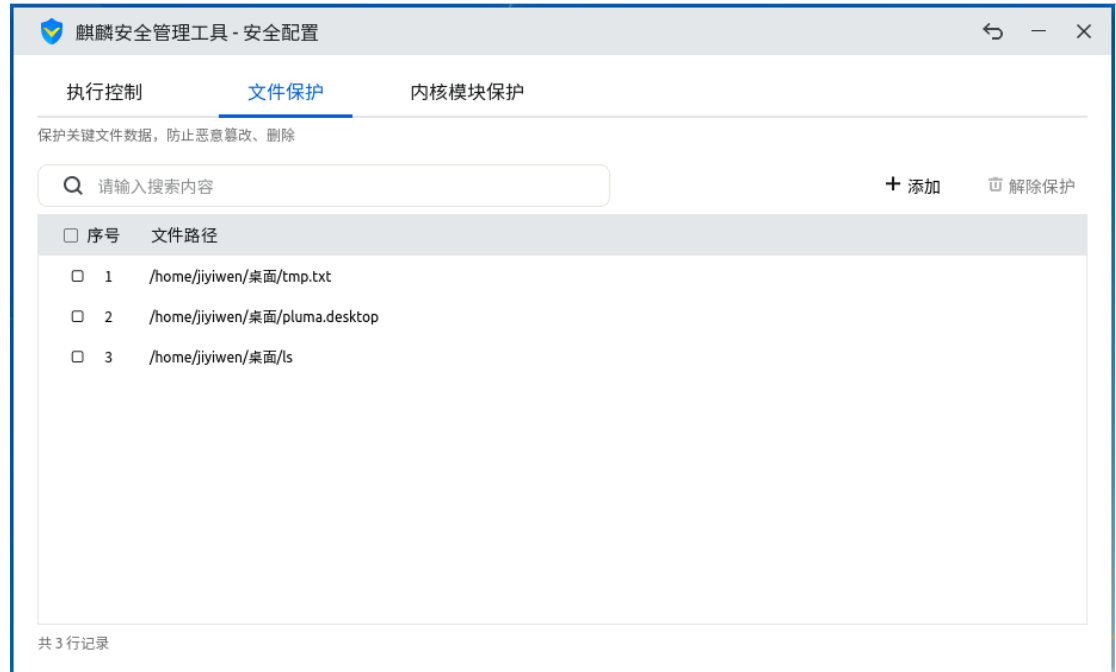 麒麟安全管理工具 - 安全配置
执行控制 文件保护 内核模块保护
保护关键文件数据，防止恶意篡改、删除
请输入搜索内容 添加 解除保护
序号 文件路径
1 /home/jiyiwen/桌面/tmp.txt
2 /home/jiyiwen/桌面/pluma.desktop
3 /home/jiyiwen/桌面/ls
共 3 行记录